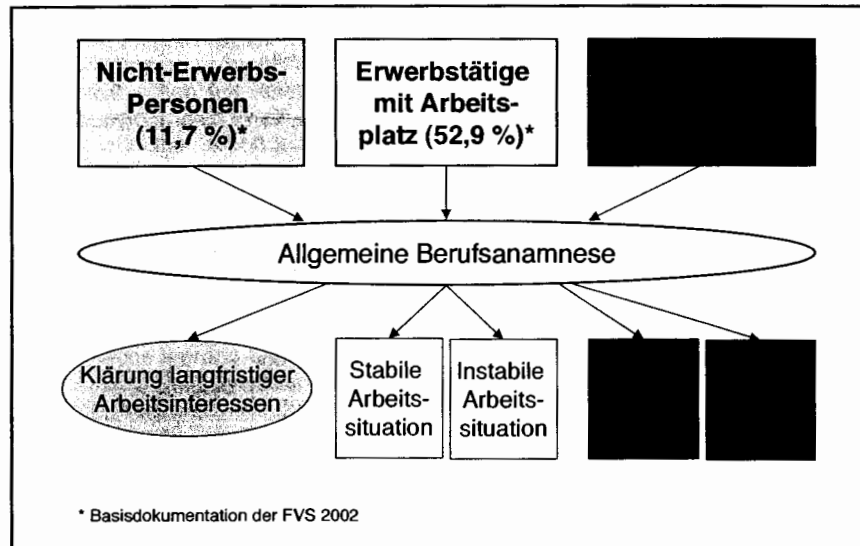 Nicht-Erwerbs-
Personen
(11,7 %)*
Erwerbstätige
mit Arbeits-
platz (52,9 %)*
Allgemeine Berufsanamnese
Klärung langfristiger
Arbeitsinteressen
Stabile
Arbeits-
situation
Instabile
Arbeits-
situation
* Basisdokumentation der FVS 2002